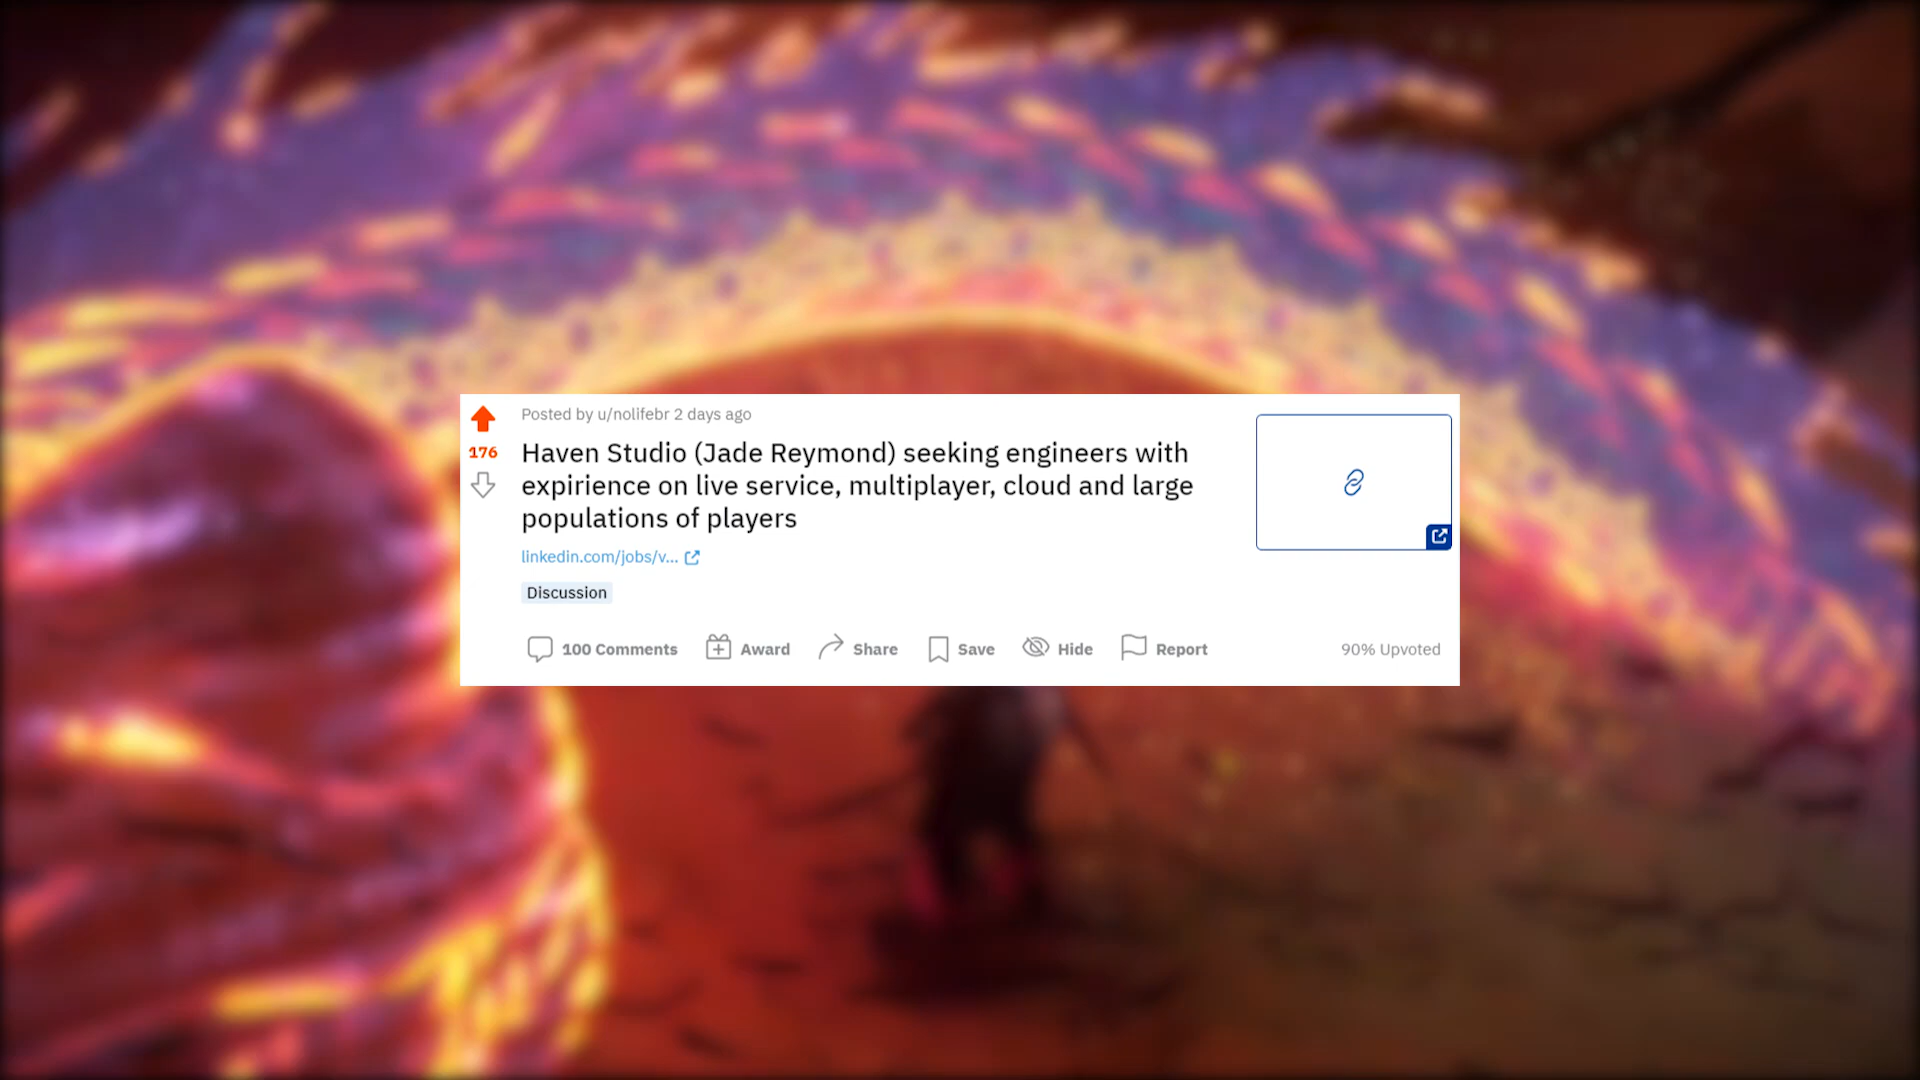 Posted by u/nolifebr 2 days ago
176
Haven Studio (Jade Reymond) seeking engineers with
expirience on live service, multiplayer, cloud and large
populations of players
linkedin.com/jobs/v...
Discussion
100 Comments Award Share Save Hide Report 90% Upvoted